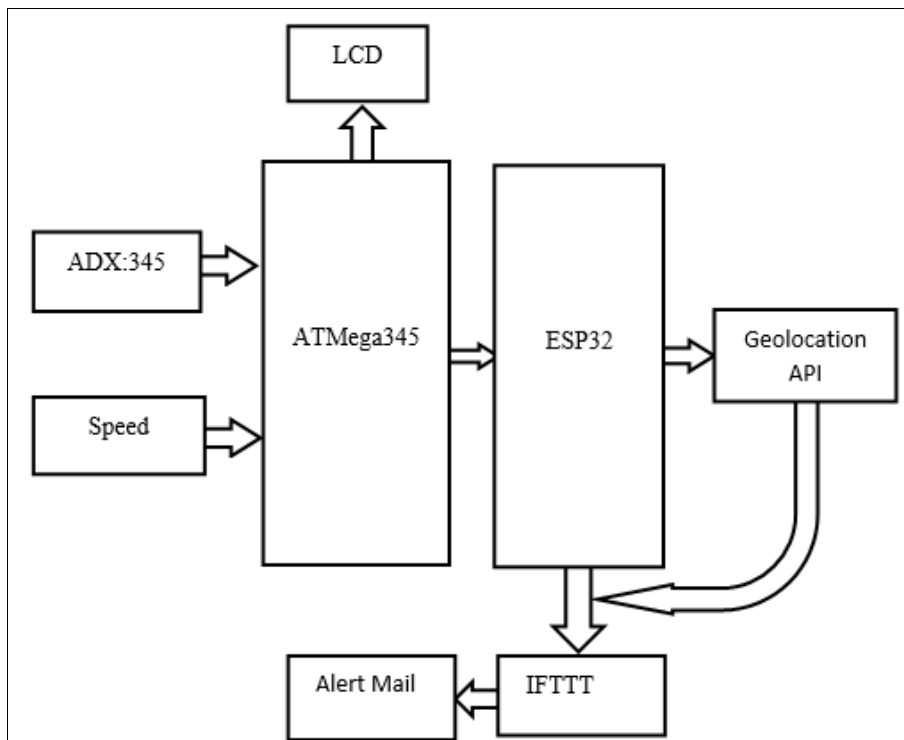 LCD
ADX:345
ATMega345
ESP32
Geolocation
API
Speed
Alert Mail
IFTTT